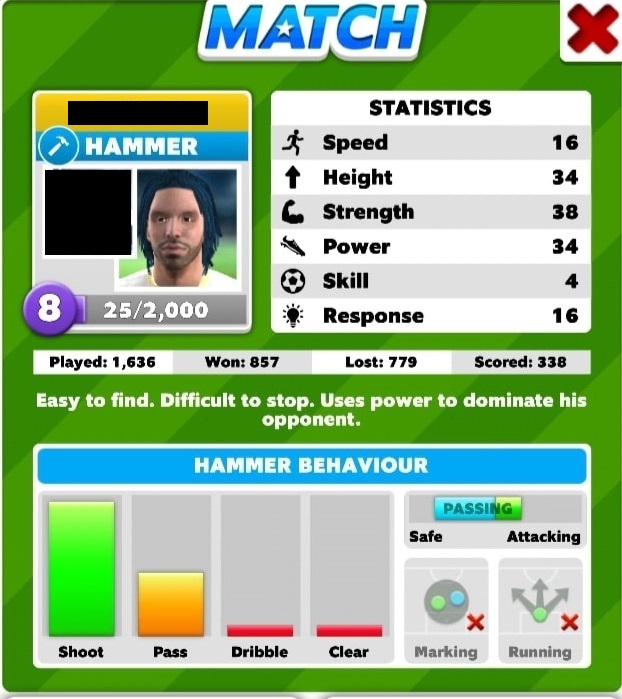 MATCH
STATISTICS
HAMMER
Speed 16
Height 34
Strength 38
Power 34
Skill 4
Response 16
8 25/2,000
Played: 1,636 Won: 857 Lost: 779 Scored: 338
Easy to find. Difficult to stop. Uses power to dominate his
opponent.
HAMMER BEHAVIOUR
PASSING
Safe Attacking
Shoot Pass Dribble Clear
Marking Running